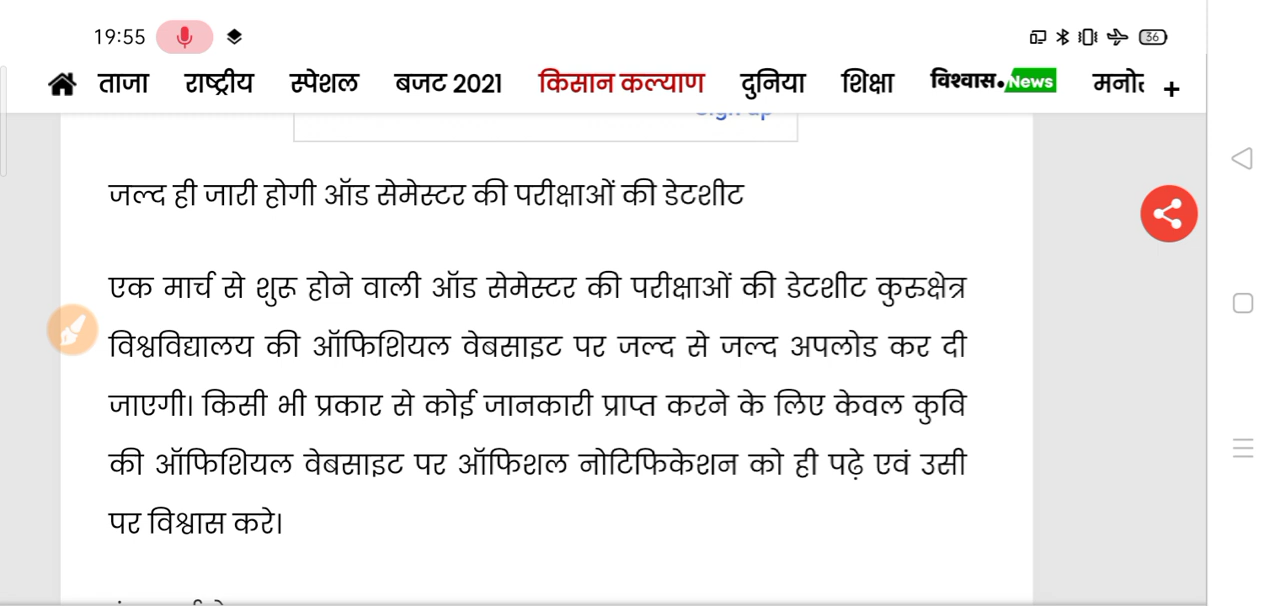 19:55
36
ताजा राष्ट्रीय स्पेशल बजट 2021 किसान कल्याण दुनिया शिक्षा विश्वास.News +
जल्द ही जारी होगी ऑड सेमेस्टर की परीक्षाओं की डेटशीट
एक मार्च से शुरू होने वाली ऑड सेमेस्टर की परीक्षाओं की डेटशीट कुरुक्षेत्र
विश्वविद्यालय की ऑफिशियल वेबसाइट पर जल्द से जल्द अपलोड कर दी
जाएगी। किसी भी प्रकार से कोई जानकारी प्राप्त करने के लिए केवल कुवि
की ऑफिशियल वेबसाइट पर ऑफिशल नोटिफिकेशन को ही पढ़े एवं उसी
पर विश्वास करे।